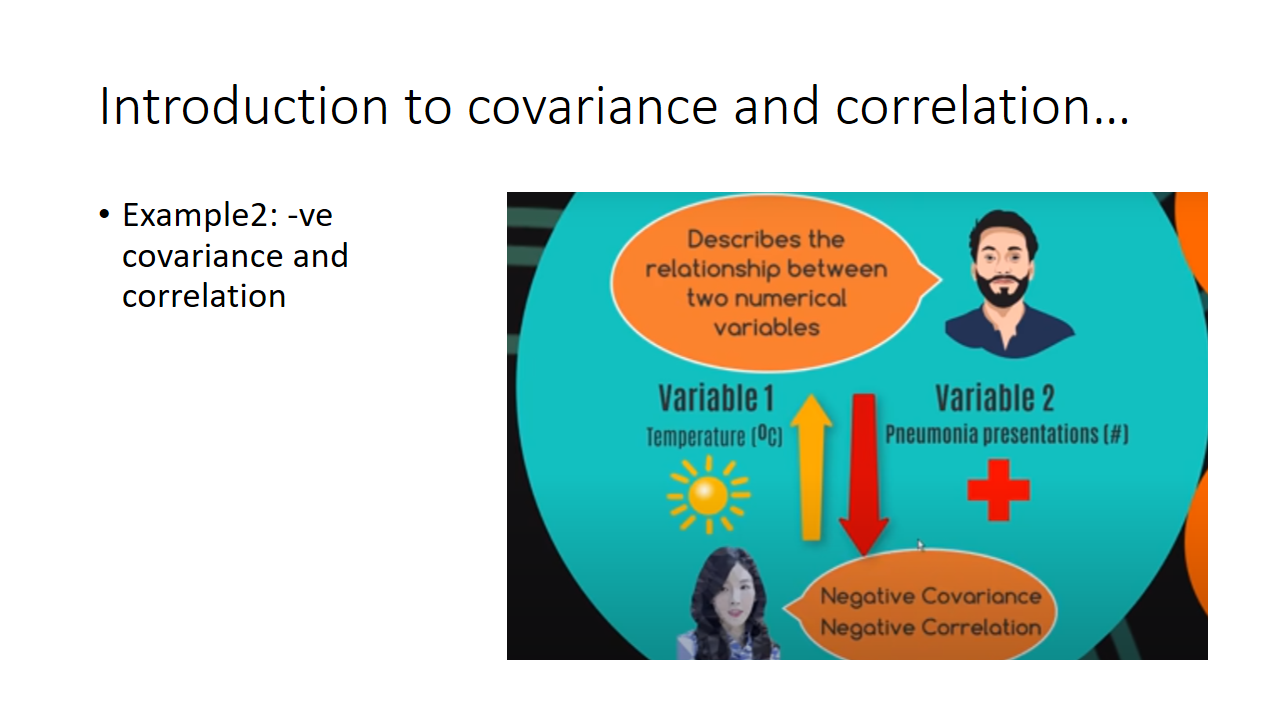 Introduction to covariance and correlation...
• Example2: -ve
covariance and
correlation
Describes the
relationship between
two numerical
variables
Variable 1
Temperature (ºC)
Variable 2
Pneumonia presentations (#)
Negative Covariance
Negative Correlation